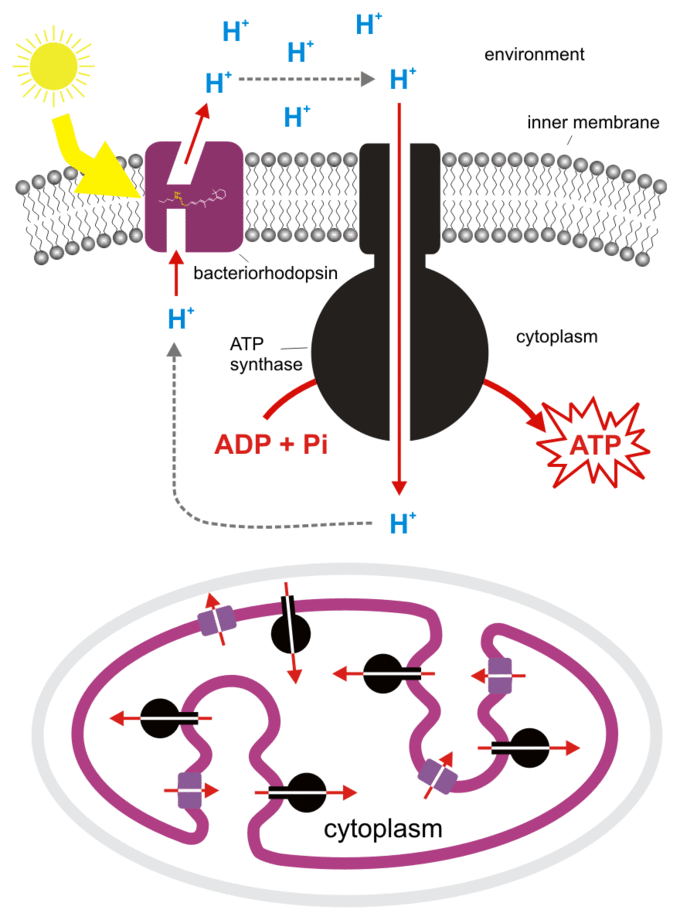 H+
H+
H+
environment
H+
H+
H+
inner membrane
bacteriorhodopsin
H+
ATP
synthase
cytoplasm
ADP + Pi
ATP
H+
cytoplasm